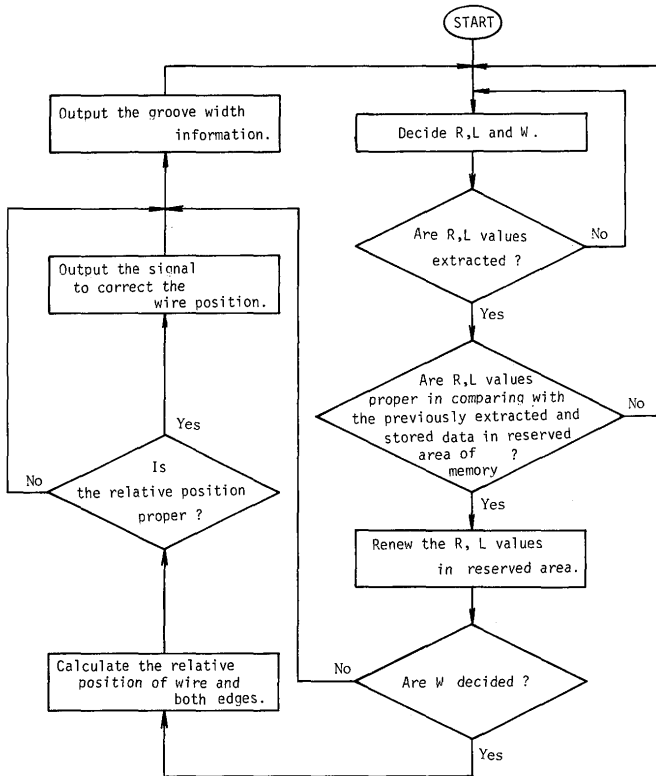 START
Decide R,L and W.
Are R,L values
extracted ?
No
Yes
Are R,L values
proper in comparing with
the previously extracted and
stored data in reserved
area of ?
memory
No
Yes
Renew the R, L values
in reserved area.
Are W decided ?
No
Yes
Calculate the relative
position of wire and
both edges.
Is
the relative position
proper ?
No
Yes
Output the signal
to correct the
wire position.
Output the groove width
information.